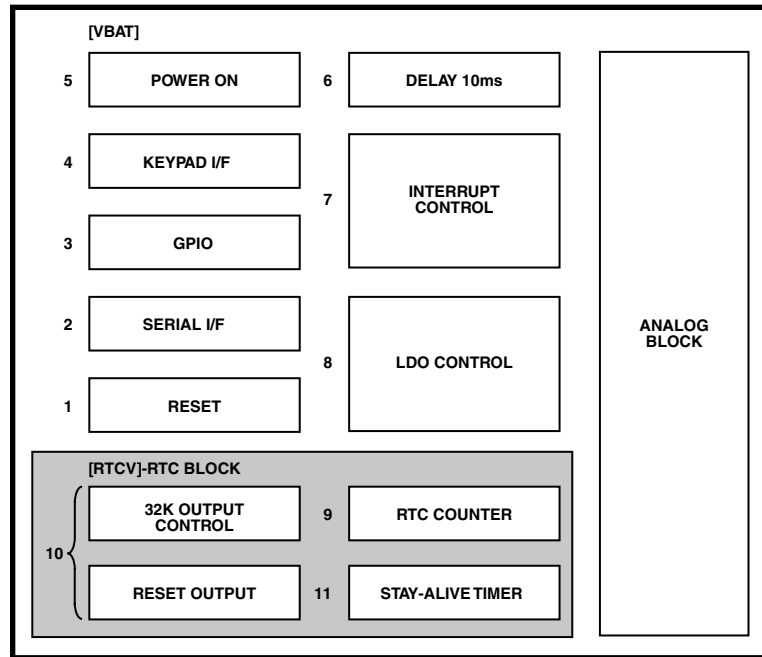 [VBAT]
5 POWER ON 6 DELAY 10ms
4 KEYPAD I/F
7 INTERRUPT
CONTROL
3 GPIO
2 SERIAL I/F
8 LDO CONTROL
ANALOG
BLOCK
1 RESET
[RTCV]-RTC BLOCK
10
32K OUTPUT
CONTROL
9 RTC COUNTER
RESET OUTPUT 11 STAY-ALIVE TIMER